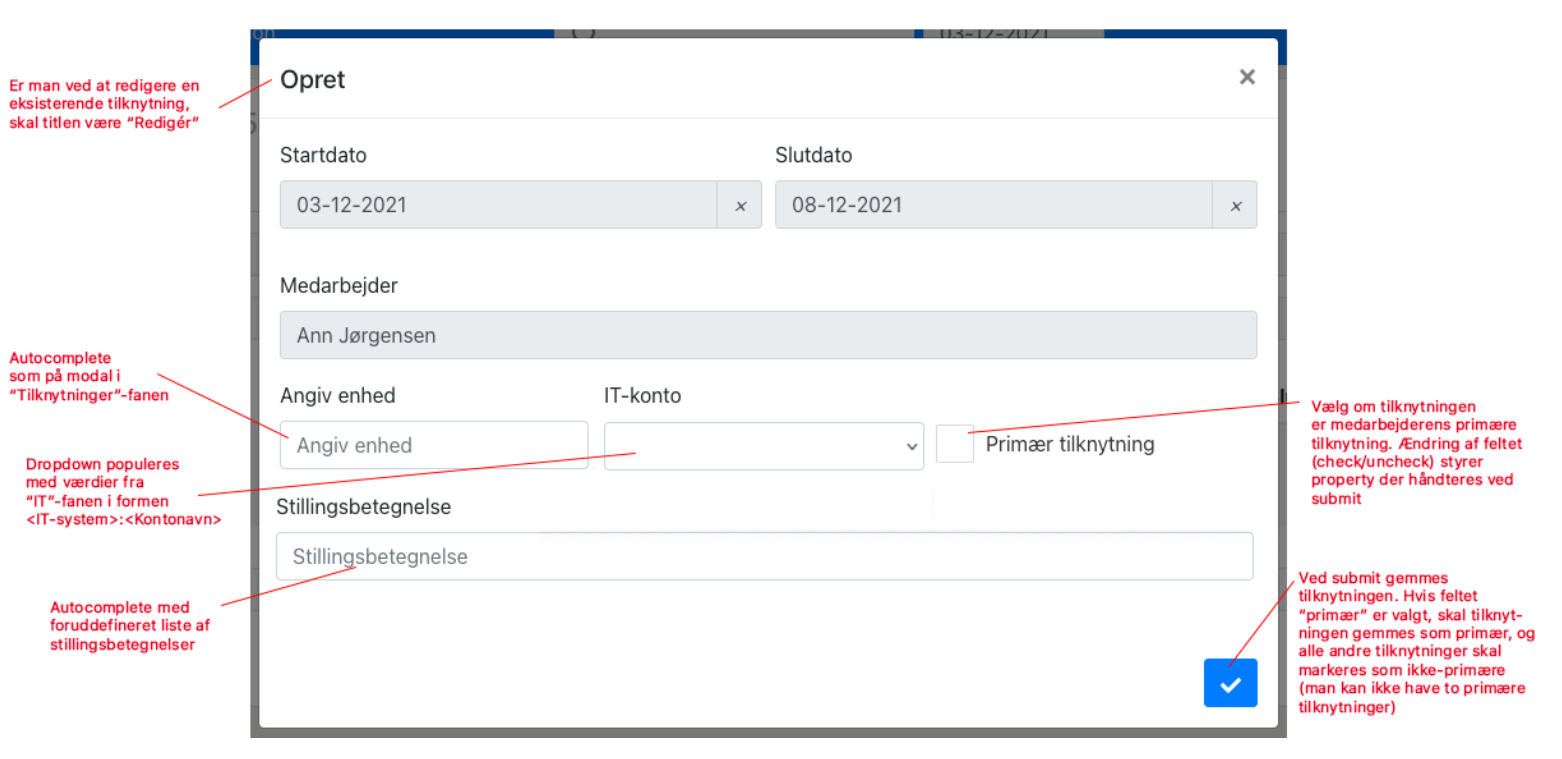 03-12-2021
Er man ved at redigere en
eksisterende tilknytning,
skal titlen være “Redigér”
Opret
×
Startdato
Slutdato
03-12-2021
×
08-12-2021
×
Medarbejder
Ann Jørgensen
Autocomplete
som på modal i
“Tilknytninger”-fanen
Angiv enhed
IT-konto
Angiv enhed
Primær tilknytning
Vælg om tilknytningen
er medarbejderens primære
tilknytning. Ændring af feltet
(check/uncheck) styrer
property der håndteres ved
submit
Dropdown populeres
med værdier fra
“IT”-fanen i formen
<IT-system>:<Kontonavn>
Stillingsbetegnelse
Stillingsbetegnelse
Autocomplete med
foruddefineret liste af
stillingsbetegnelser
Ved submit gemmes
tilknytningen. Hvis feltet
“primær” er valgt, skal tilknyt-
ningen gemmes som primær, og
alle andre tilknytninger skal
markeres som ikke-primære
(man kan ikke have to primære
tilknytninger)